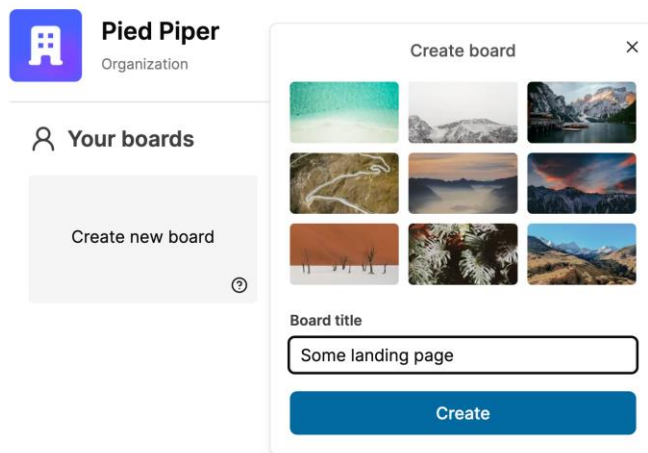 Pied Piper
Organization
Your boards
Create new board
Create board
Board title
Some landing page
Create